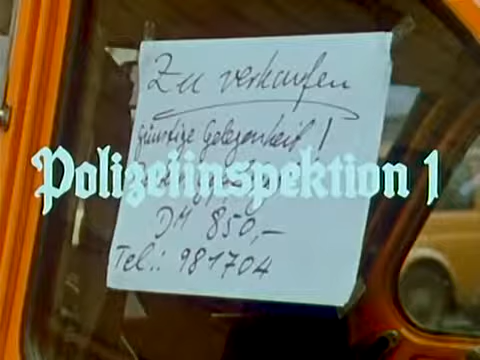 Zu verkaufen
günstige Gelegenheit!
Polizeiinspektion 1
DM 850,-
Tel.: 981704